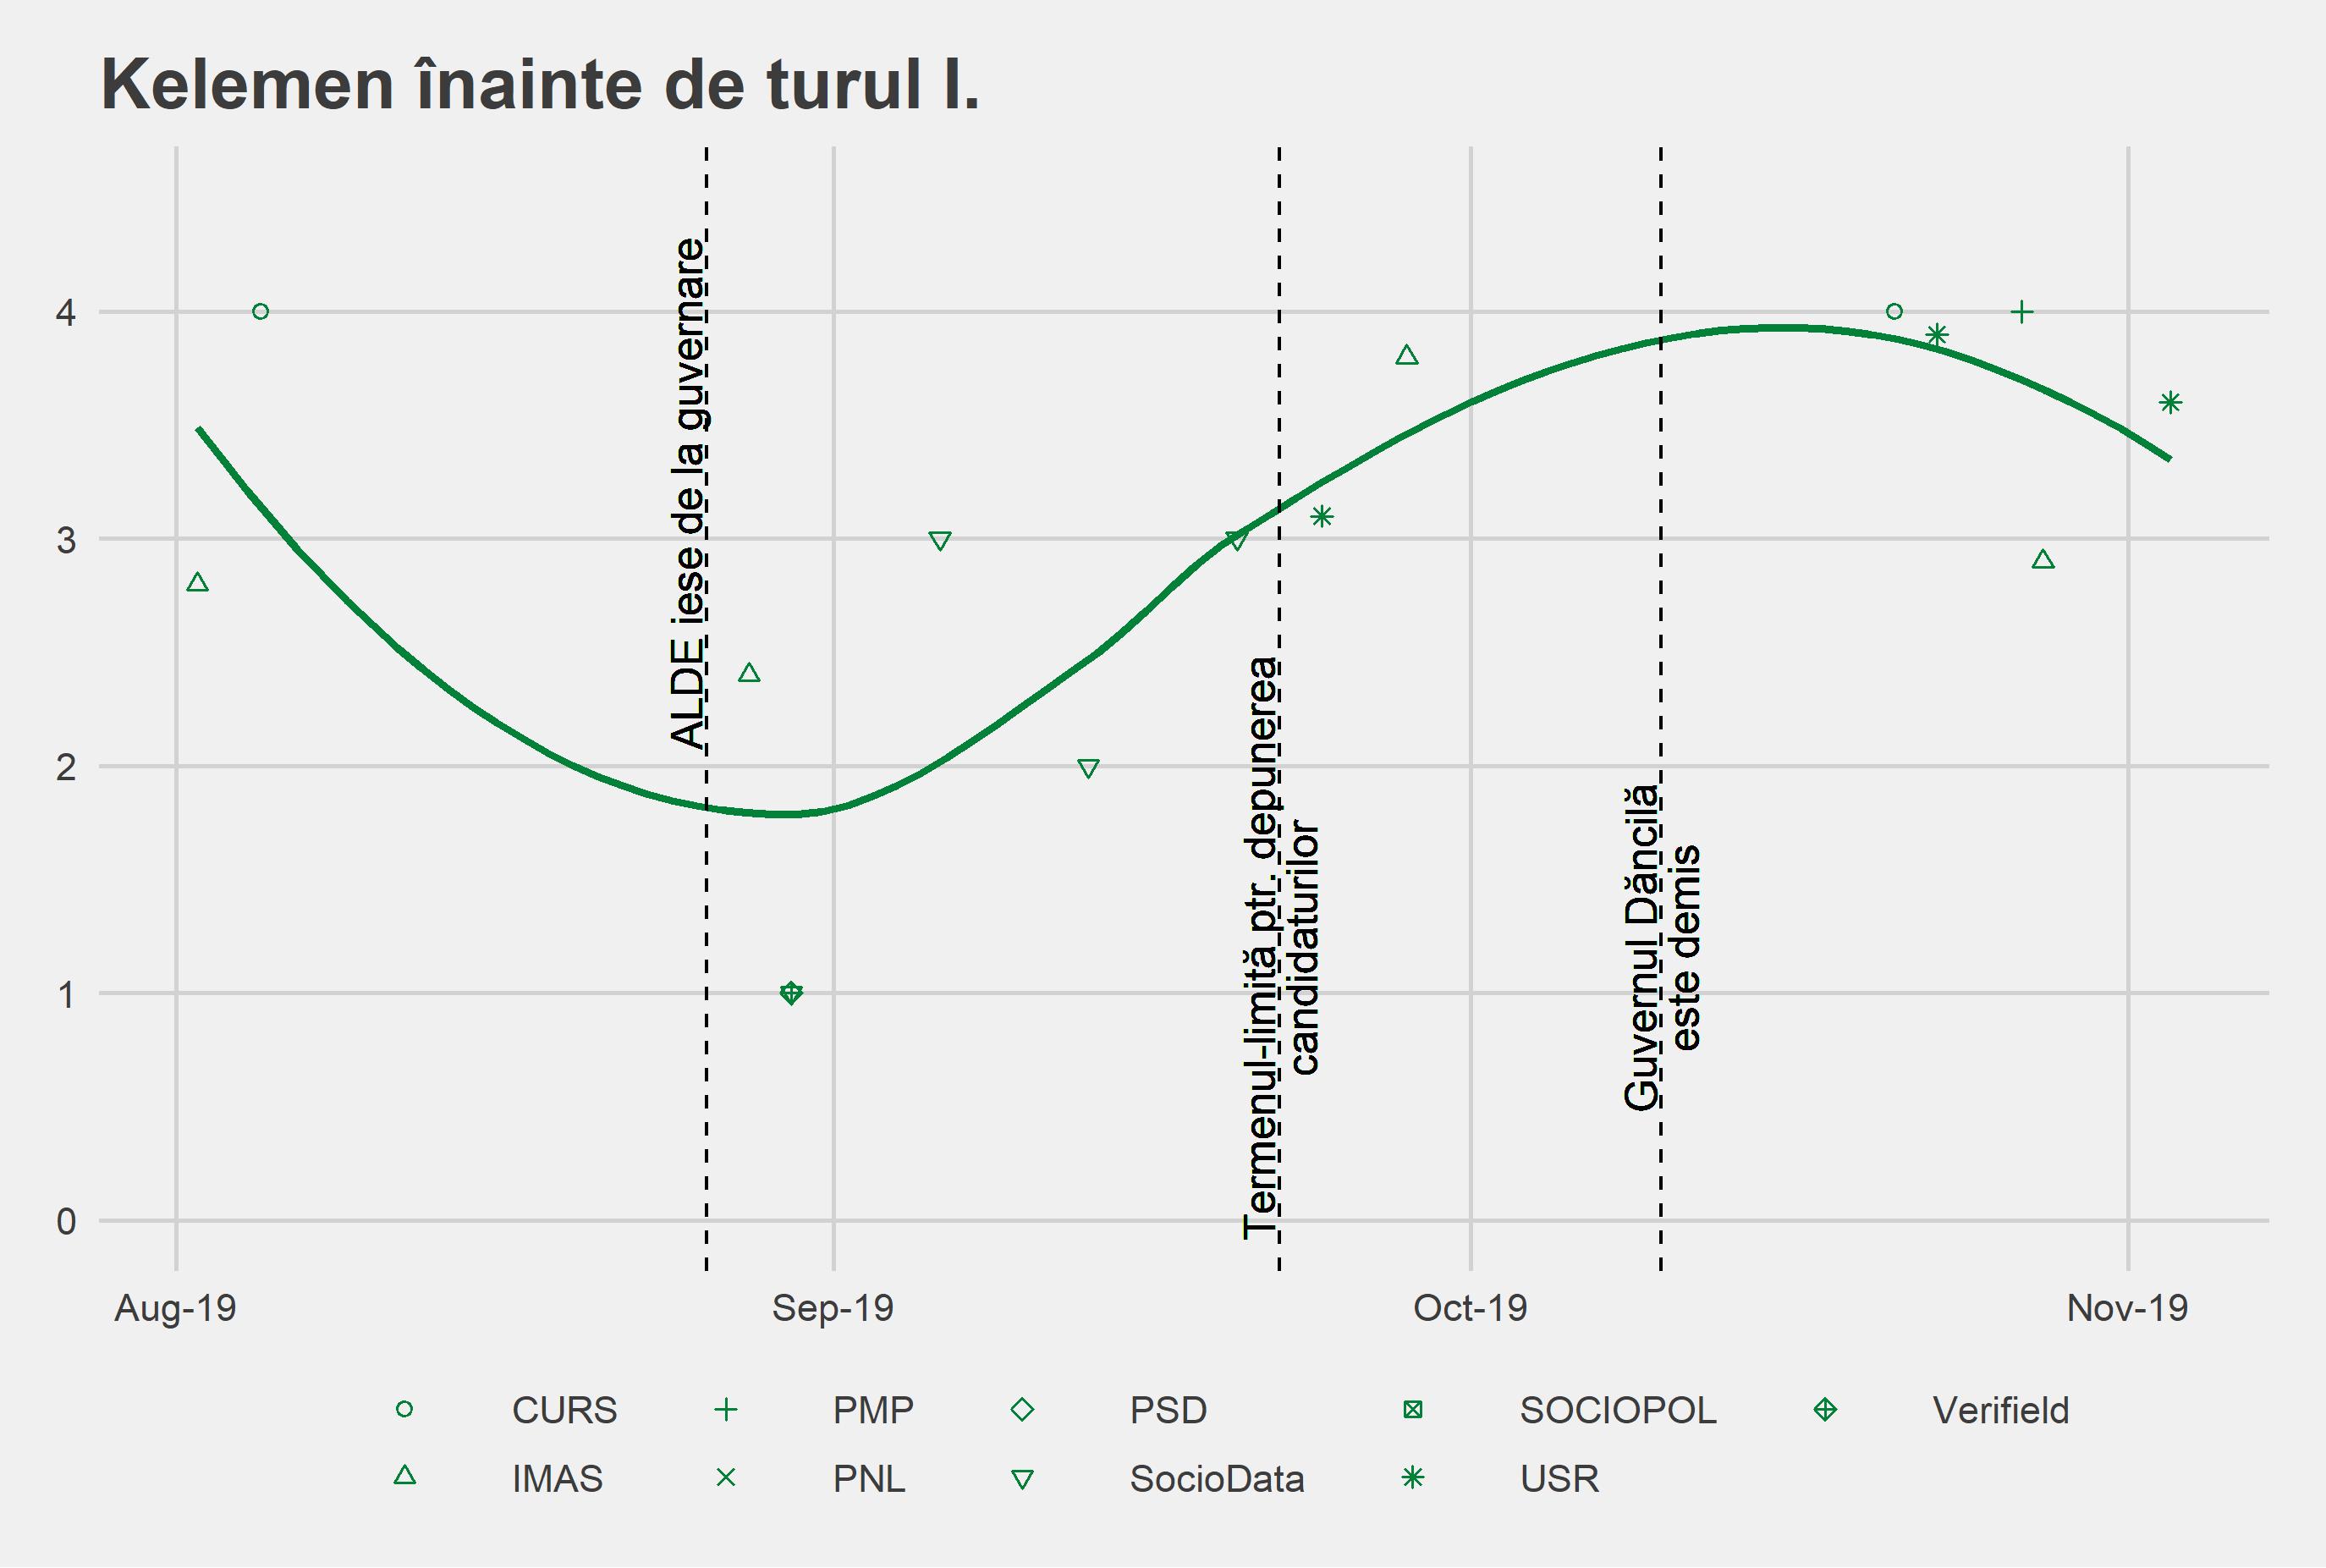 Kelemen înainte de turul I.
4
3
2
1
0
ALDE iese de la guvernare
Termenul-limită ptr. depunerea
candidaturilor
Guvernul Dăncilă
este demis
Aug-19
Sep-19
Oct-19
Nov-19
CURS
PMP
PSD
SOCIOPOL
Verifield
IMAS
PNL
SocioData
USR